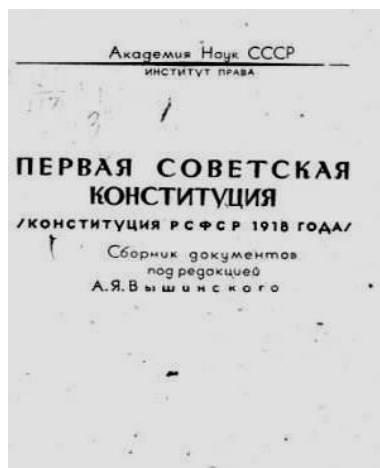 Академия Наук СССР
ИНСТИТУТ ПРАВА
ПЕРВАЯ СОВЕТСКАЯ
КОНСТИТУЦИЯ
/КОНСТИТУЦИЯ РСФСР 1918 ГОДА/
Сборник документов
под редакцией
А.Я.Вышинского